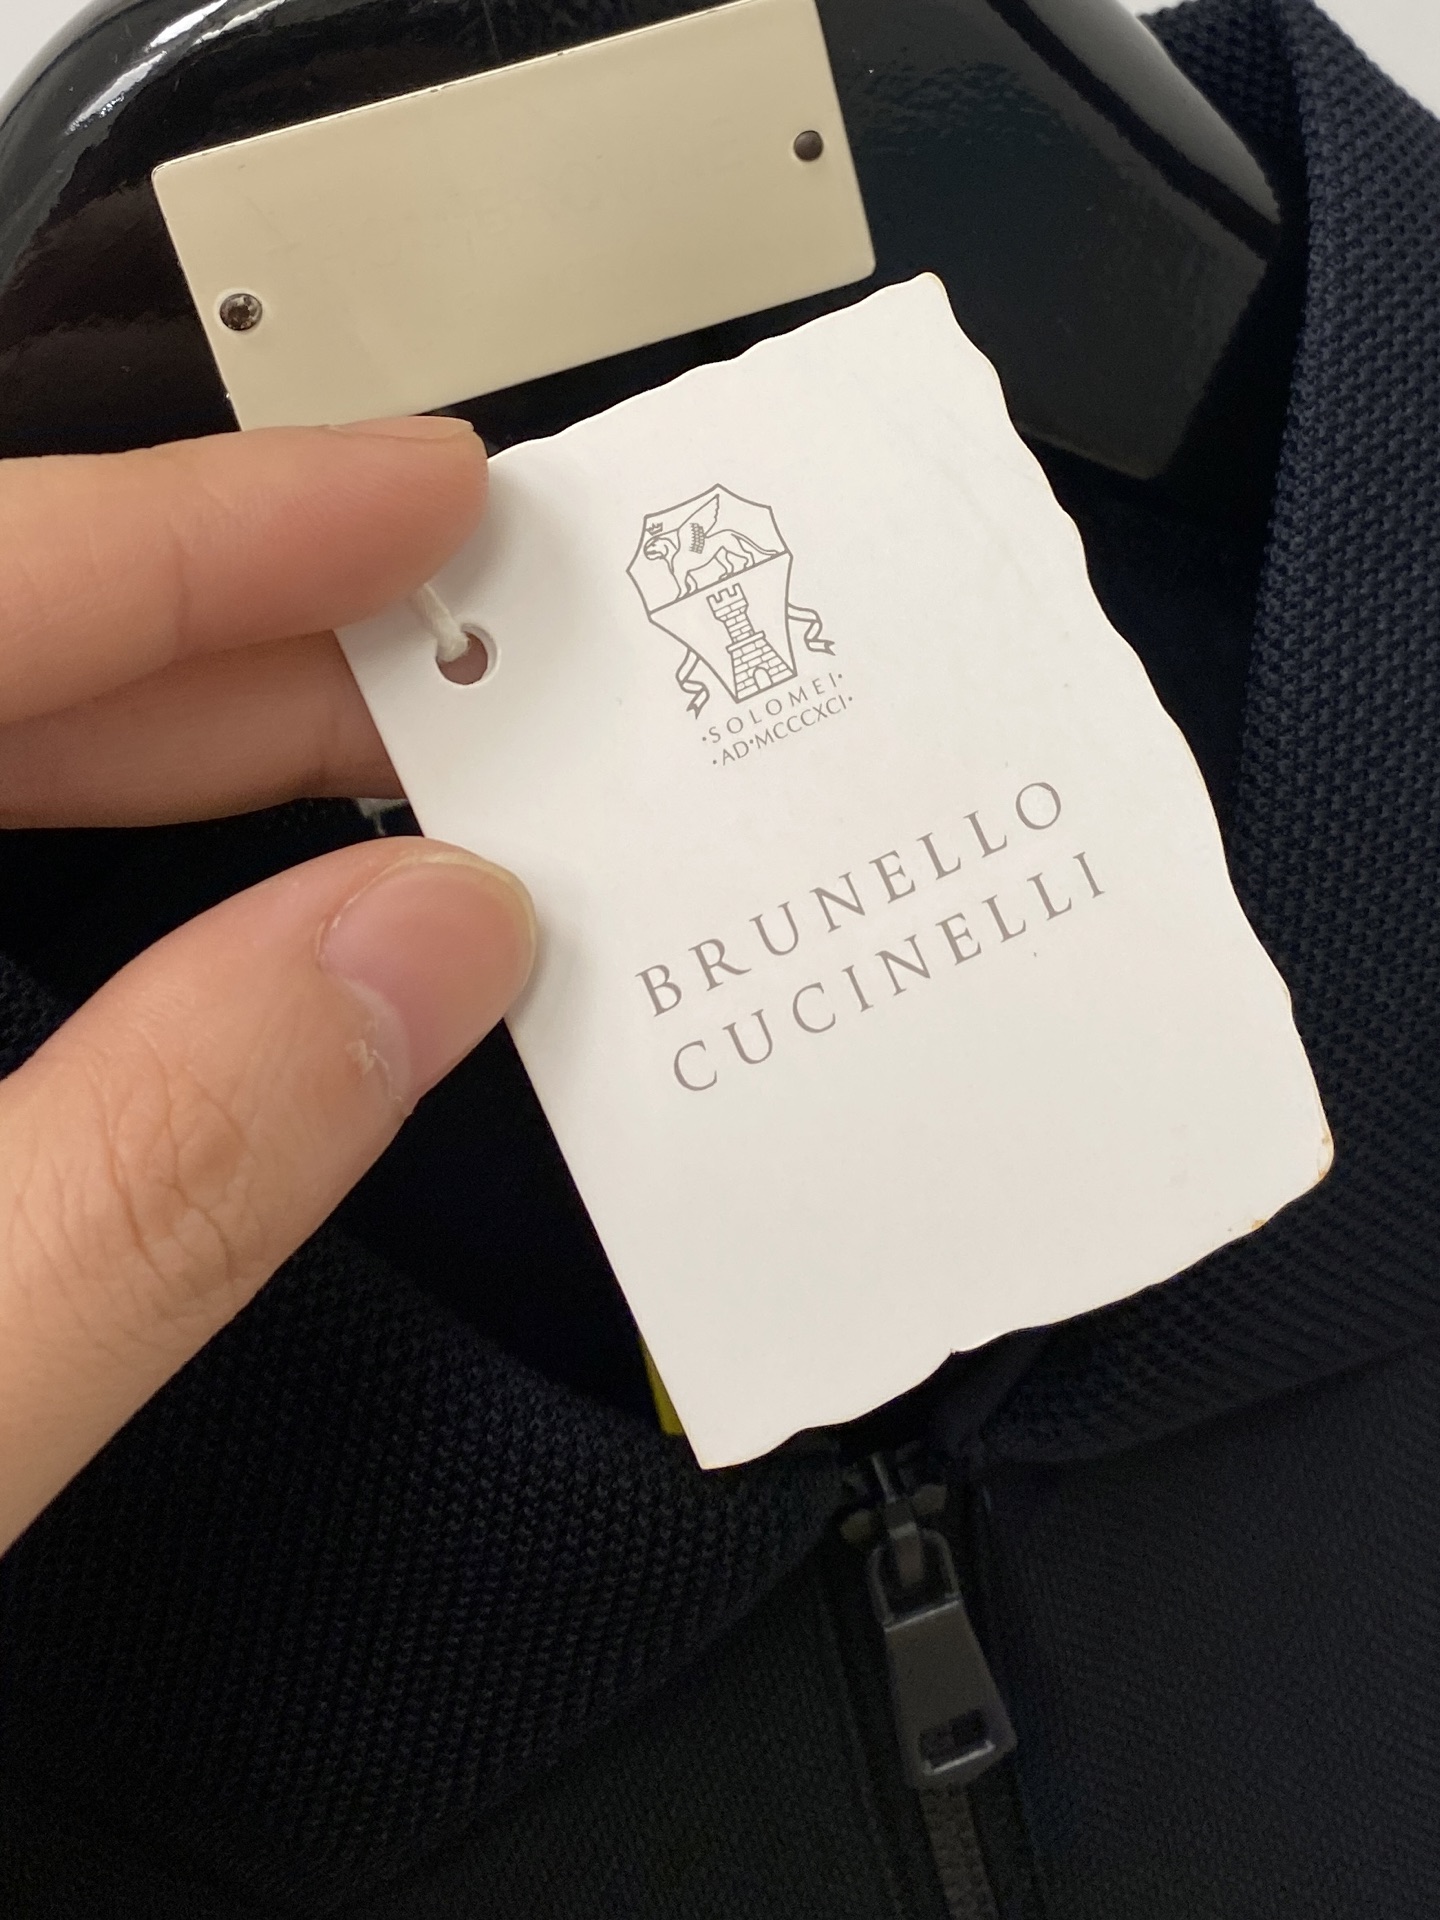 ·SOLOMEI·
·AD·MCCCXCI·
BRUNELLO
CUCINELLI